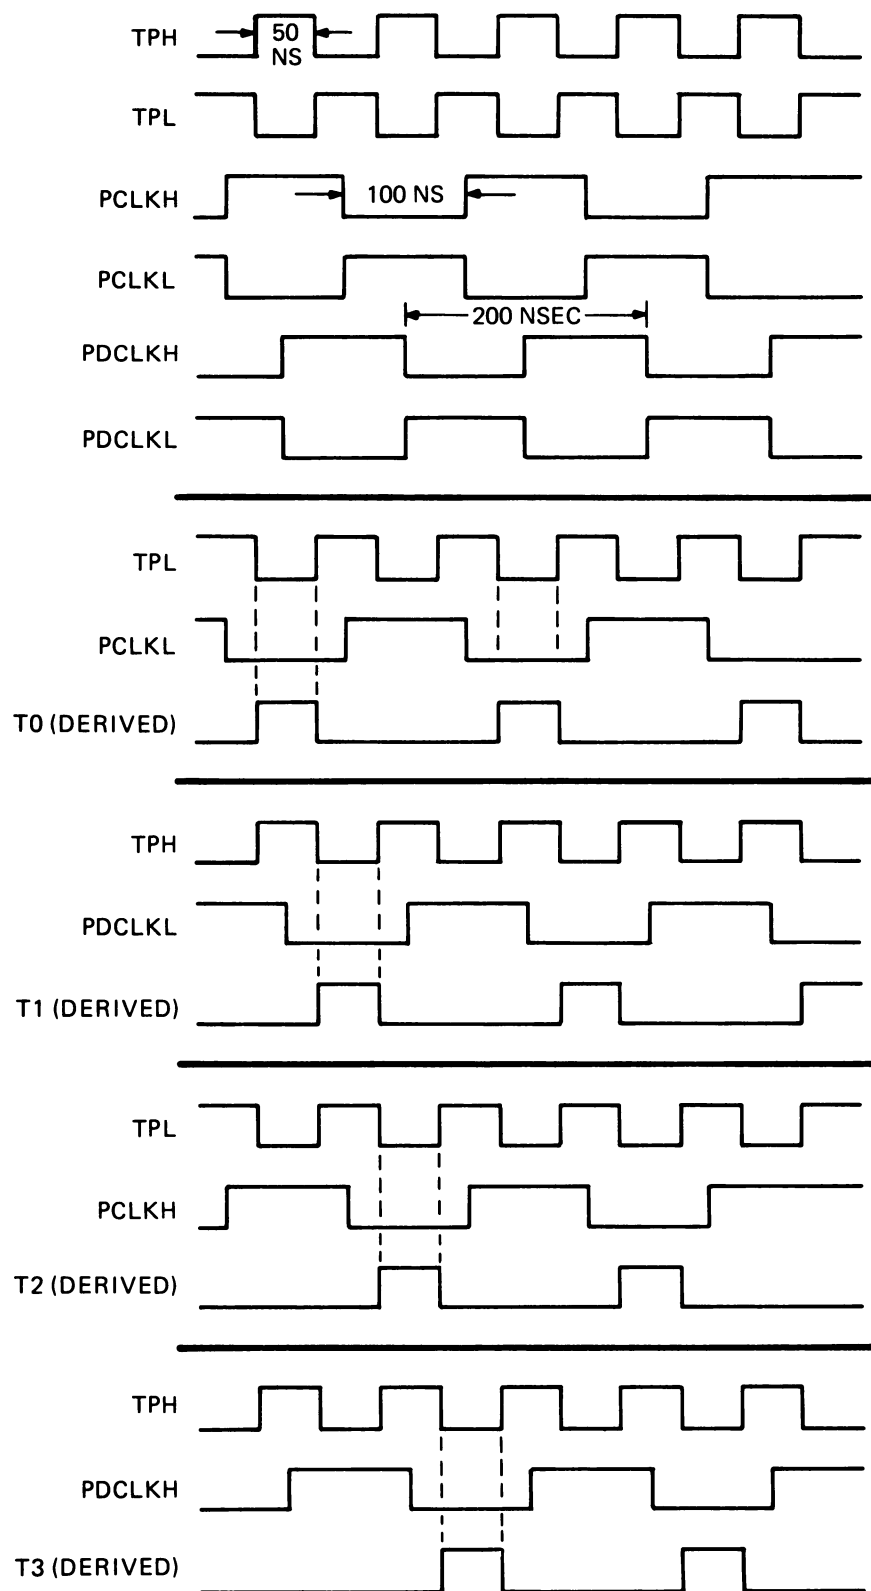 TPH
50
NS
TPL
PCLKH
100 NS
PCLKL
200 NSEC
PDCLKH
PDCLKL
TPL
PCLKL
T0 (DERIVED)
TPH
PDCLKL
T1 (DERIVED)
TPL
PCLKH
T2 (DERIVED)
TPH
PDCLKH
T3 (DERIVED)